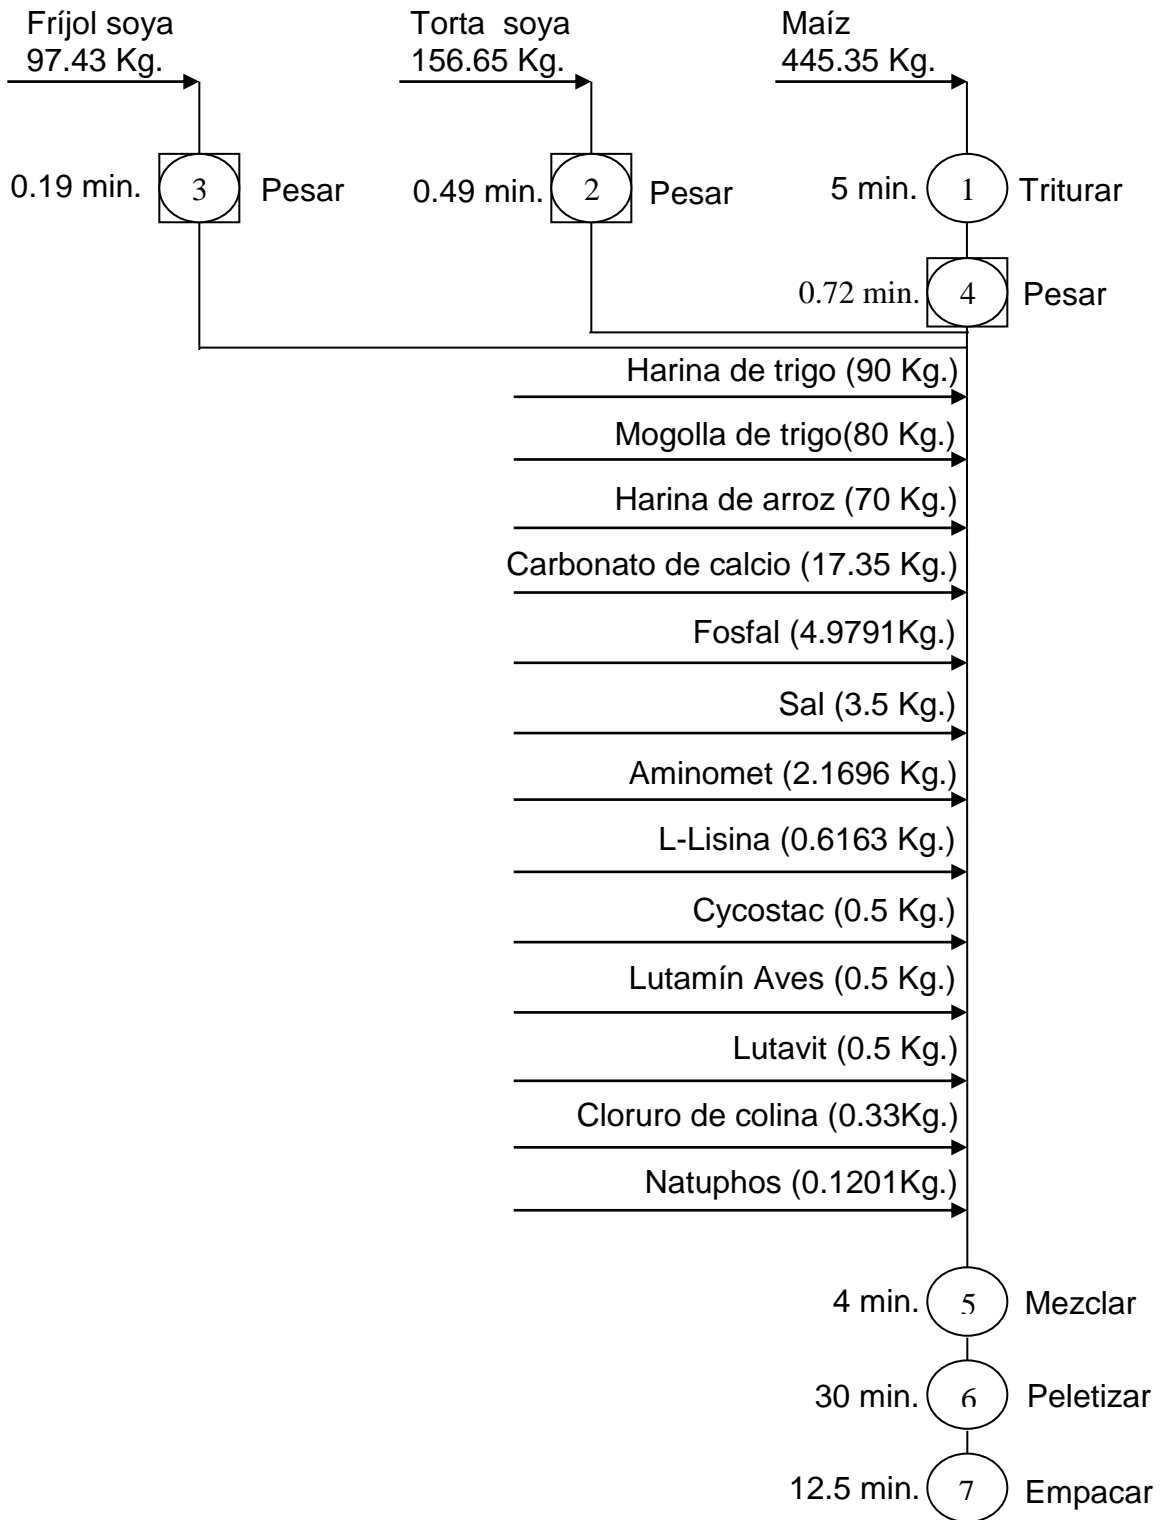 Fríjol soya
97.43 Kg.
Torta  soya
156.65 Kg.
Maíz
445.35 Kg.
0.19 min. 3 Pesar
0.49 min. 2 Pesar
5 min. 1 Triturar
0.72 min. 4 Pesar
Harina de trigo (90 Kg.)
Mogolla de trigo(80 Kg.)
Harina de arroz (70 Kg.)
Carbonato de calcio (17.35 Kg.)
Fosfal (4.9791Kg.)
Sal (3.5 Kg.)
Aminomet (2.1696 Kg.)
L-Lisina (0.6163 Kg.)
Cycostac (0.5 Kg.)
Lutamín Aves (0.5 Kg.)
Lutavit (0.5 Kg.)
Cloruro de colina (0.33Kg.)
Natuphos (0.1201Kg.)
4 min. 5 Mezclar
30 min. 6 Peletizar
12.5 min. 7 Empacar